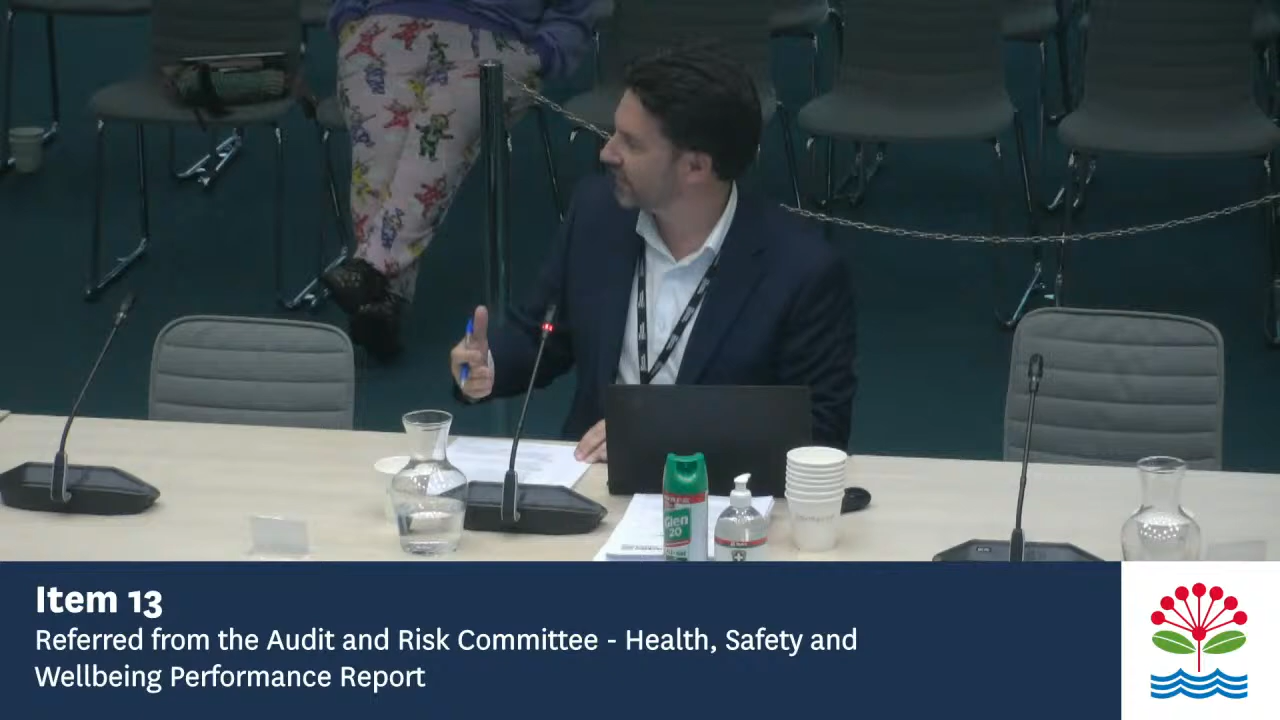 Glen
20
Item 13
Referred from the Audit and Risk Committee - Health, Safety and
Wellbeing Performance Report